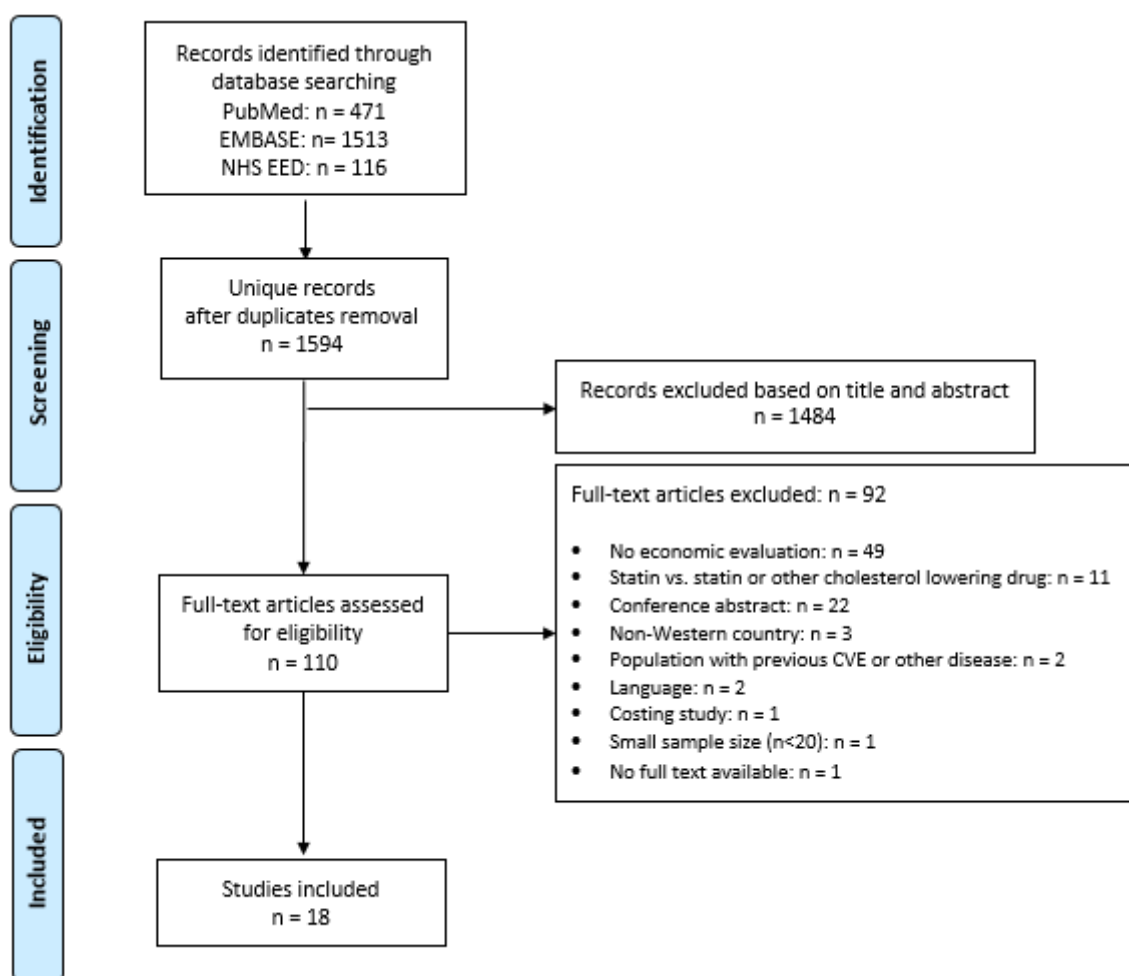 Identification
Records identified through
database searching
PubMed: n = 471
EMBASE: n= 1513
NHS EED: n = 116
Screening
Unique records
after duplicates removal
n = 1594
Records excluded based on title and abstract
n = 1484
Eligibility
Full-text articles assessed
for eligibility
n = 110
Full-text articles excluded: n = 92
• No economic evaluation: n = 49
• Statin vs. statin or other cholesterol lowering drug: n = 11
• Conference abstract: n = 22
• Non-Western country: n = 3
• Population with previous CVE or other disease: n = 2
• Language: n = 2
• Costing study: n = 1
• Small sample size (n<20): n = 1
• No full text available: n = 1
Included
Studies included
n = 18